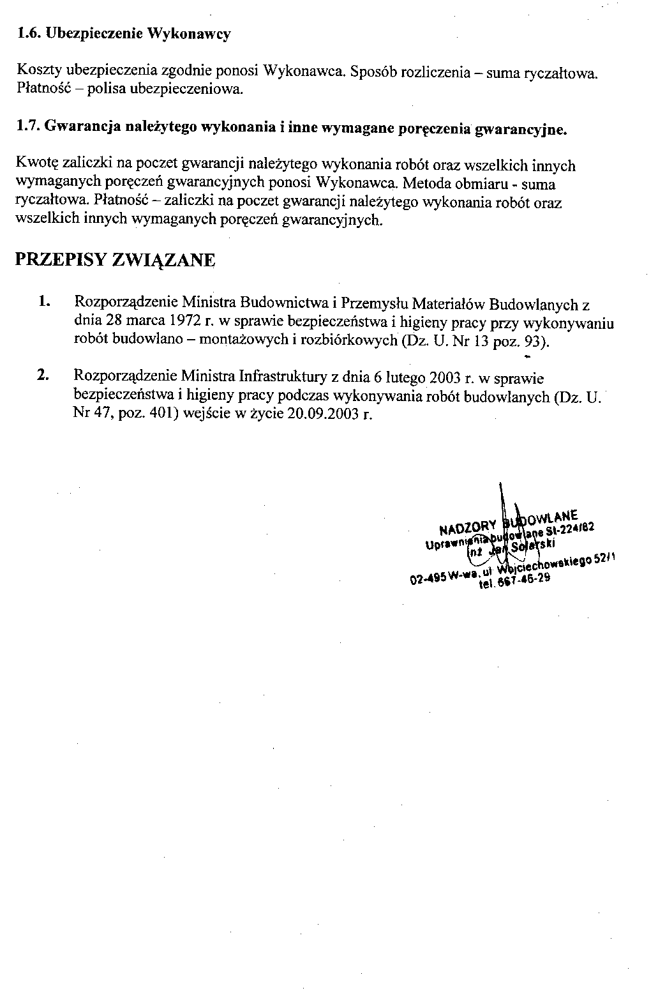 1.6. Ubezpieczenie Wykonawcy
Koszty ubezpieczenia zgodnie ponosi Wykonawca. Sposób rozliczenia – suma ryczałtowa.
Płatność – polisa ubezpieczeniowa.
1.7. Gwarancja należytego wykonania i inne wymagane poręczenia gwarancyjne.
Kwotę zaliczki na poczet gwarancji należytego wykonania robót oraz wszelkich innych
wymaganych poręczeń gwarancyjnych ponosi Wykonawca. Metoda obmiaru - suma
ryczałtowa. Płatność – zaliczki na poczet gwarancji należytego wykonania robót oraz
wszelkich innych wymaganych poręczeń gwarancyjnych.
PRZEPISY ZWIĄZANE
1. Rozporządzenie Ministra Budownictwa i Przemysłu Materiałów Budowlanych z
dnia 28 marca 1972 r. w sprawie bezpieczeństwa i higieny pracy przy wykonywaniu
robót budowlano – montażowych i rozbiórkowych (Dz. U. Nr 13 poz. 93).
2. Rozporządzenie Ministra Infrastruktury z dnia 6 lutego 2003 r. w sprawie
bezpieczeństwa i higieny pracy podczas wykonywania robót budowlanych (Dz. U.
Nr 47, poz. 401) wejście w życie 20.09.2003 r.
NADZORY BUDOWLANE
Uprawnienia budowlane St-224/82
inż Jan
02-495 W-wa, ul Wojciechowskiego 52/1
tel. 667-46-29